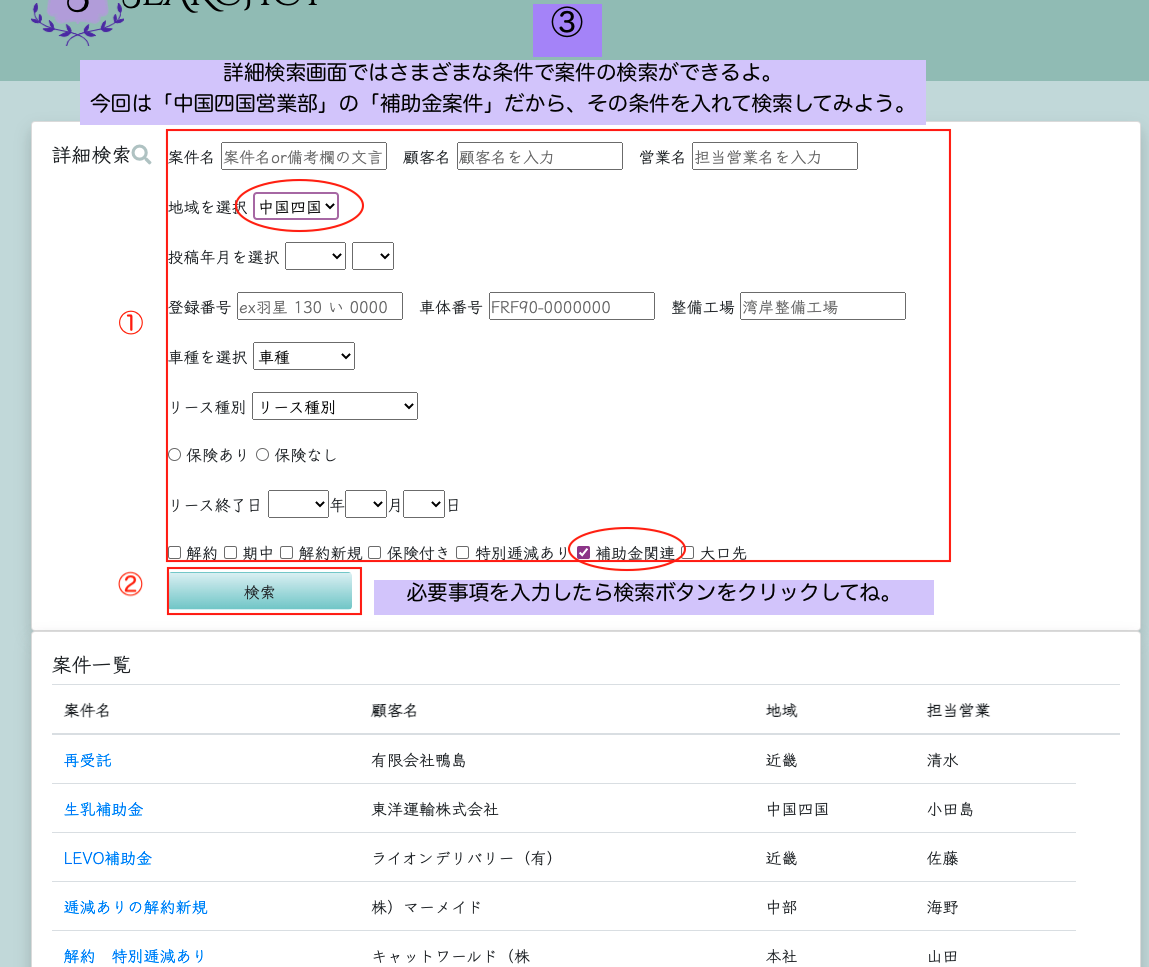 ③
詳細検索画面ではさまざまな条件で案件の検索ができるよ。
今回は「中国四国営業部」の「補助金案件」だから、その条件を入れて検索してみよう。
詳細検索
案件名 案件名or備考欄の文言 顧客名 顧客名を入力 営業名 担当営業名を入力
地域を選択 中国四国
投稿年月を選択
①
登録番号 ex羽星 130 い 0000 車体番号 FRF90-0000000 整備工場 湾岸整備工場
車種を選択 車種
リース種別 リース種別
保険あり 保険なし
リース終了日 年 月 日
解約 期中 解約新規 保険付き 特別逓減あり 補助金関連 大口先
② 検索 必要事項を入力したら検索ボタンをクリックしてね。
案件一覧
案件名 顧客名 地域 担当営業
再受託 有限会社鴨島 近畿 清水
生乳補助金 東洋運輸株式会社 中国四国 小田島
LEVO補助金 ライオンデリバリー（有） 近畿 佐藤
逓減ありの解約新規 株）マーメイド 中部 海野
解約　特別逓減あり キャットワールド（株 本社 山田